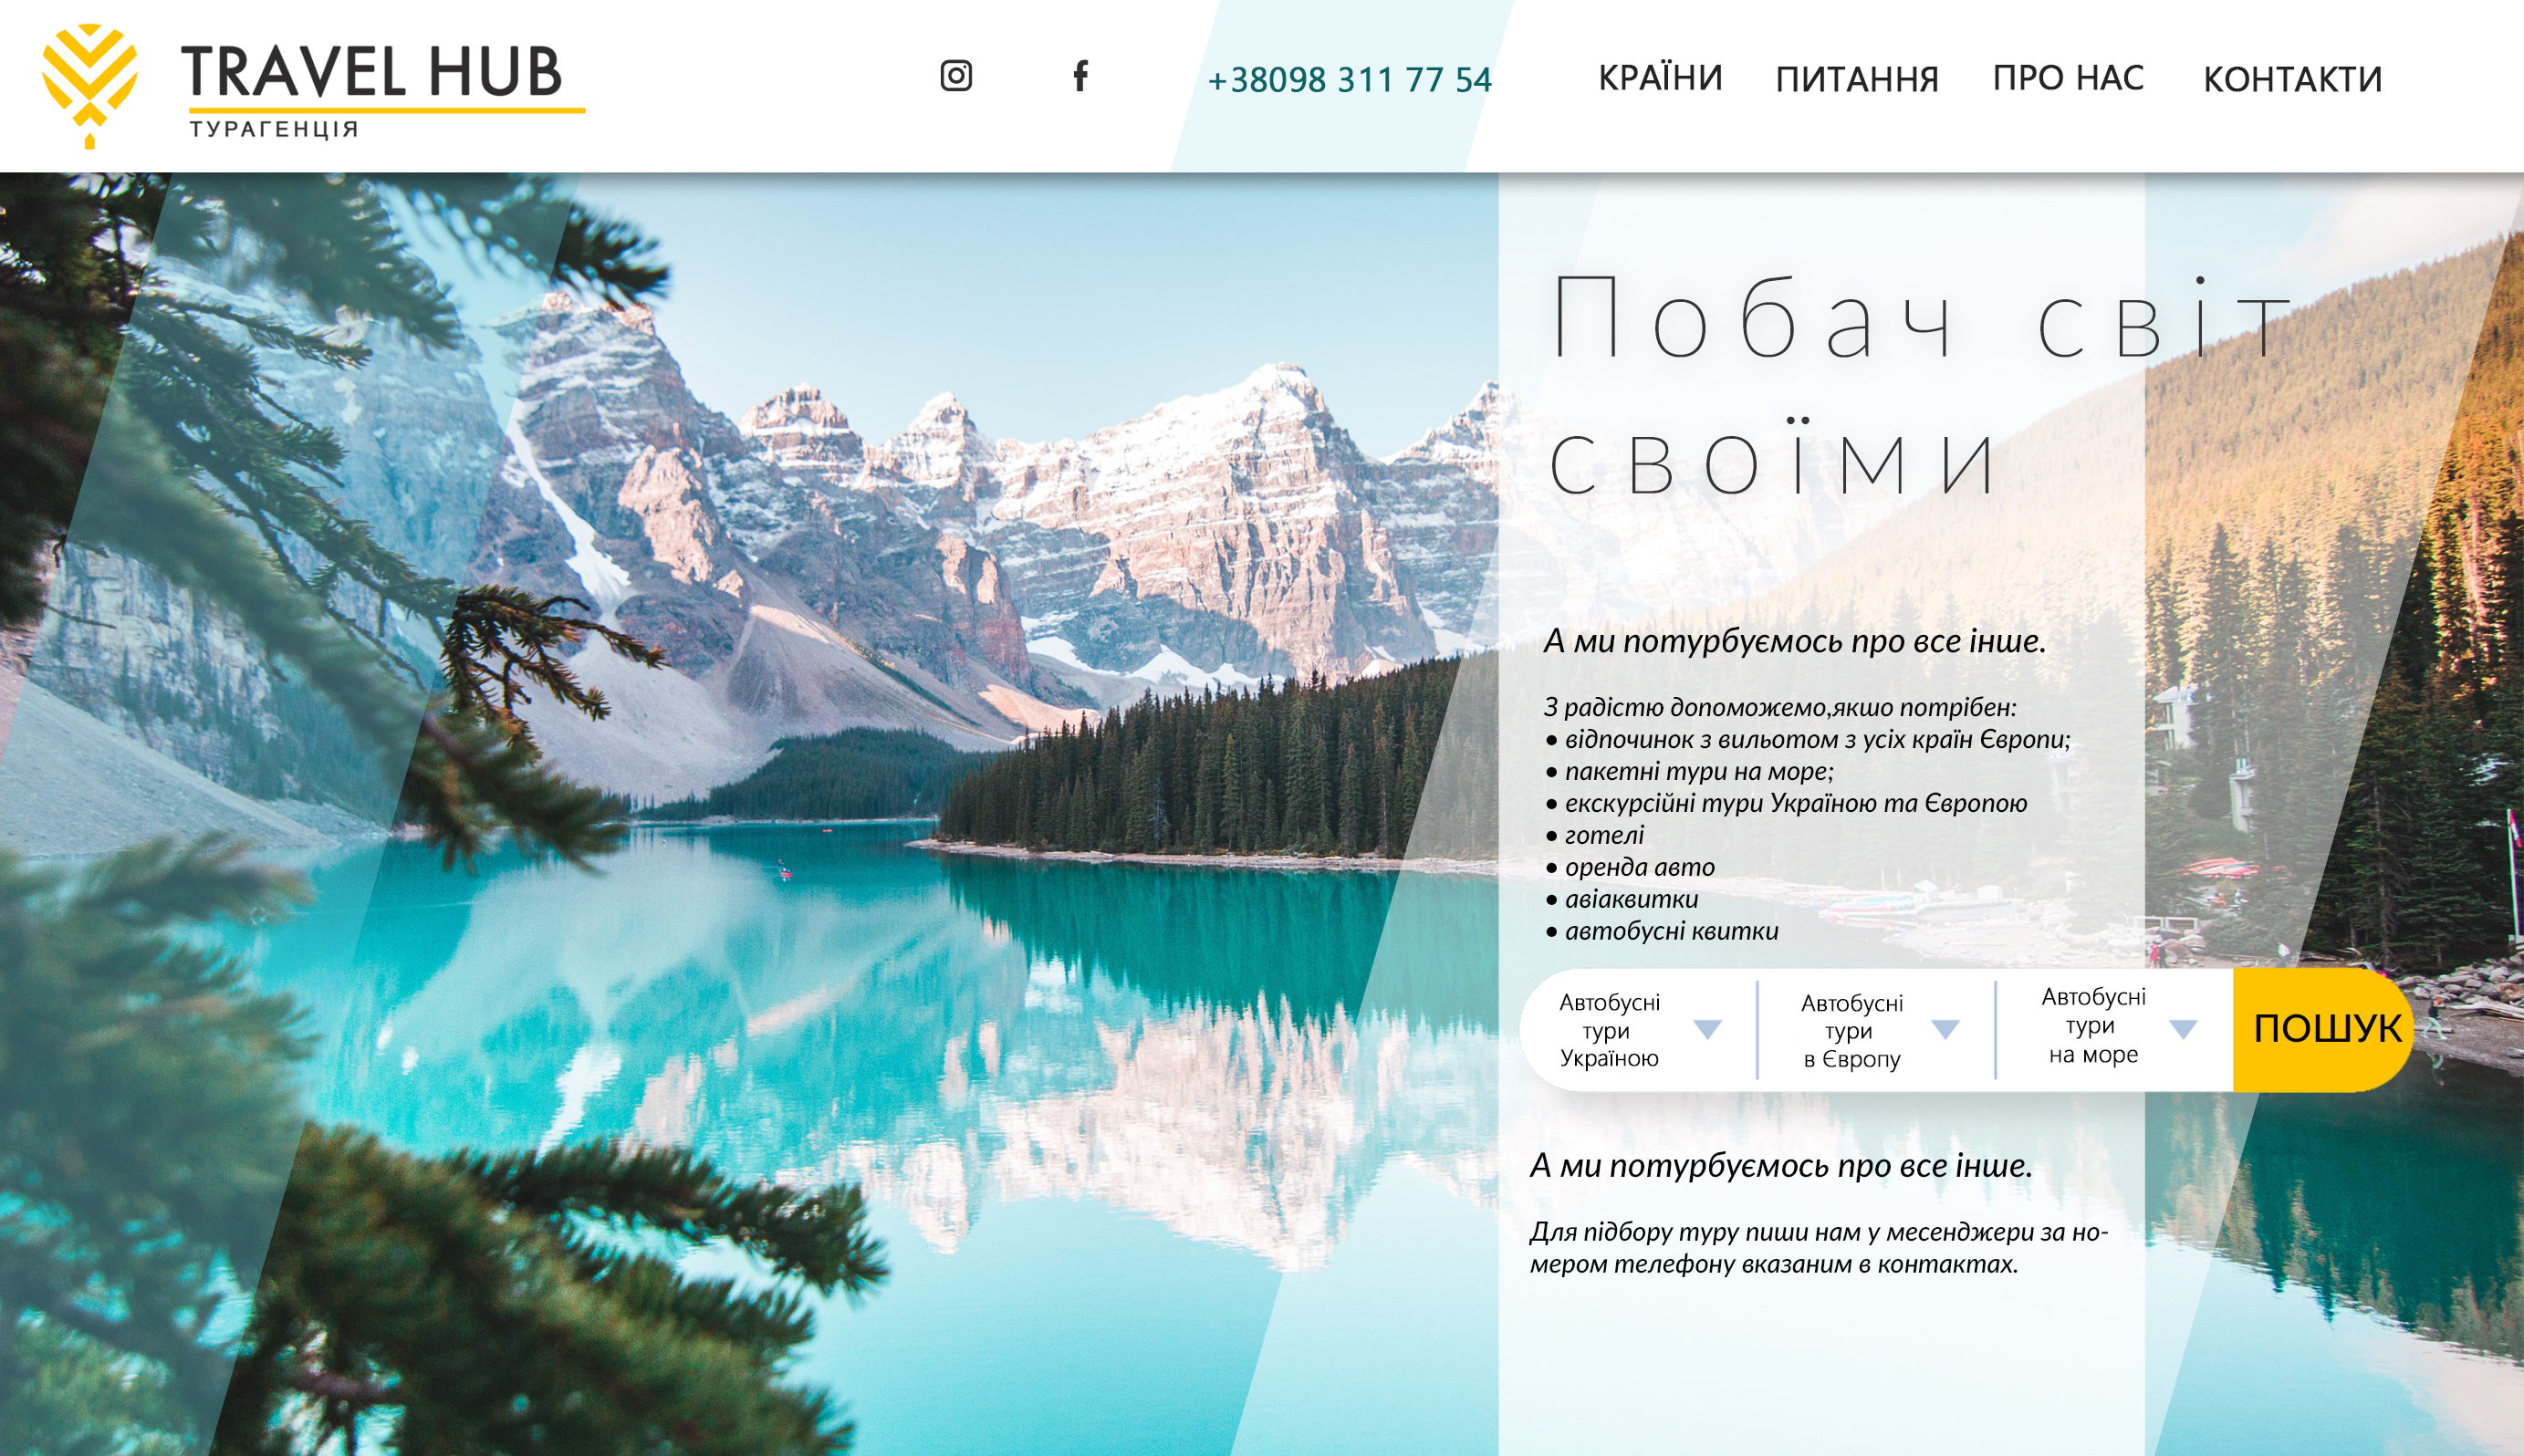 TRAVEL HUB
ТУРАГЕНЦІЯ
+38098 311 77 54
КРАЇНИ
ПИТАННЯ
ПРО НАС
КОНТАКТИ
Побач світ
своїми
А ми потурбуємось про все інше.
З радістю допоможемо,якшо потрібен:
• відпочинок з вильотом з усіх країн Європи;
• пакетні тури на море;
• екскурсійні тури Україною та Європою
• готелі
• оренда авто
• авіаквитки
• автобусні квитки
Автобусні
тури
Україною
Автобусні
тури
в Європу
Автобусні
тури
на море
ПОШУК
А ми потурбуємось про все інше.
Для підбору туру пиши нам у месенджери за но-
мером телефону вказаним в контактах.